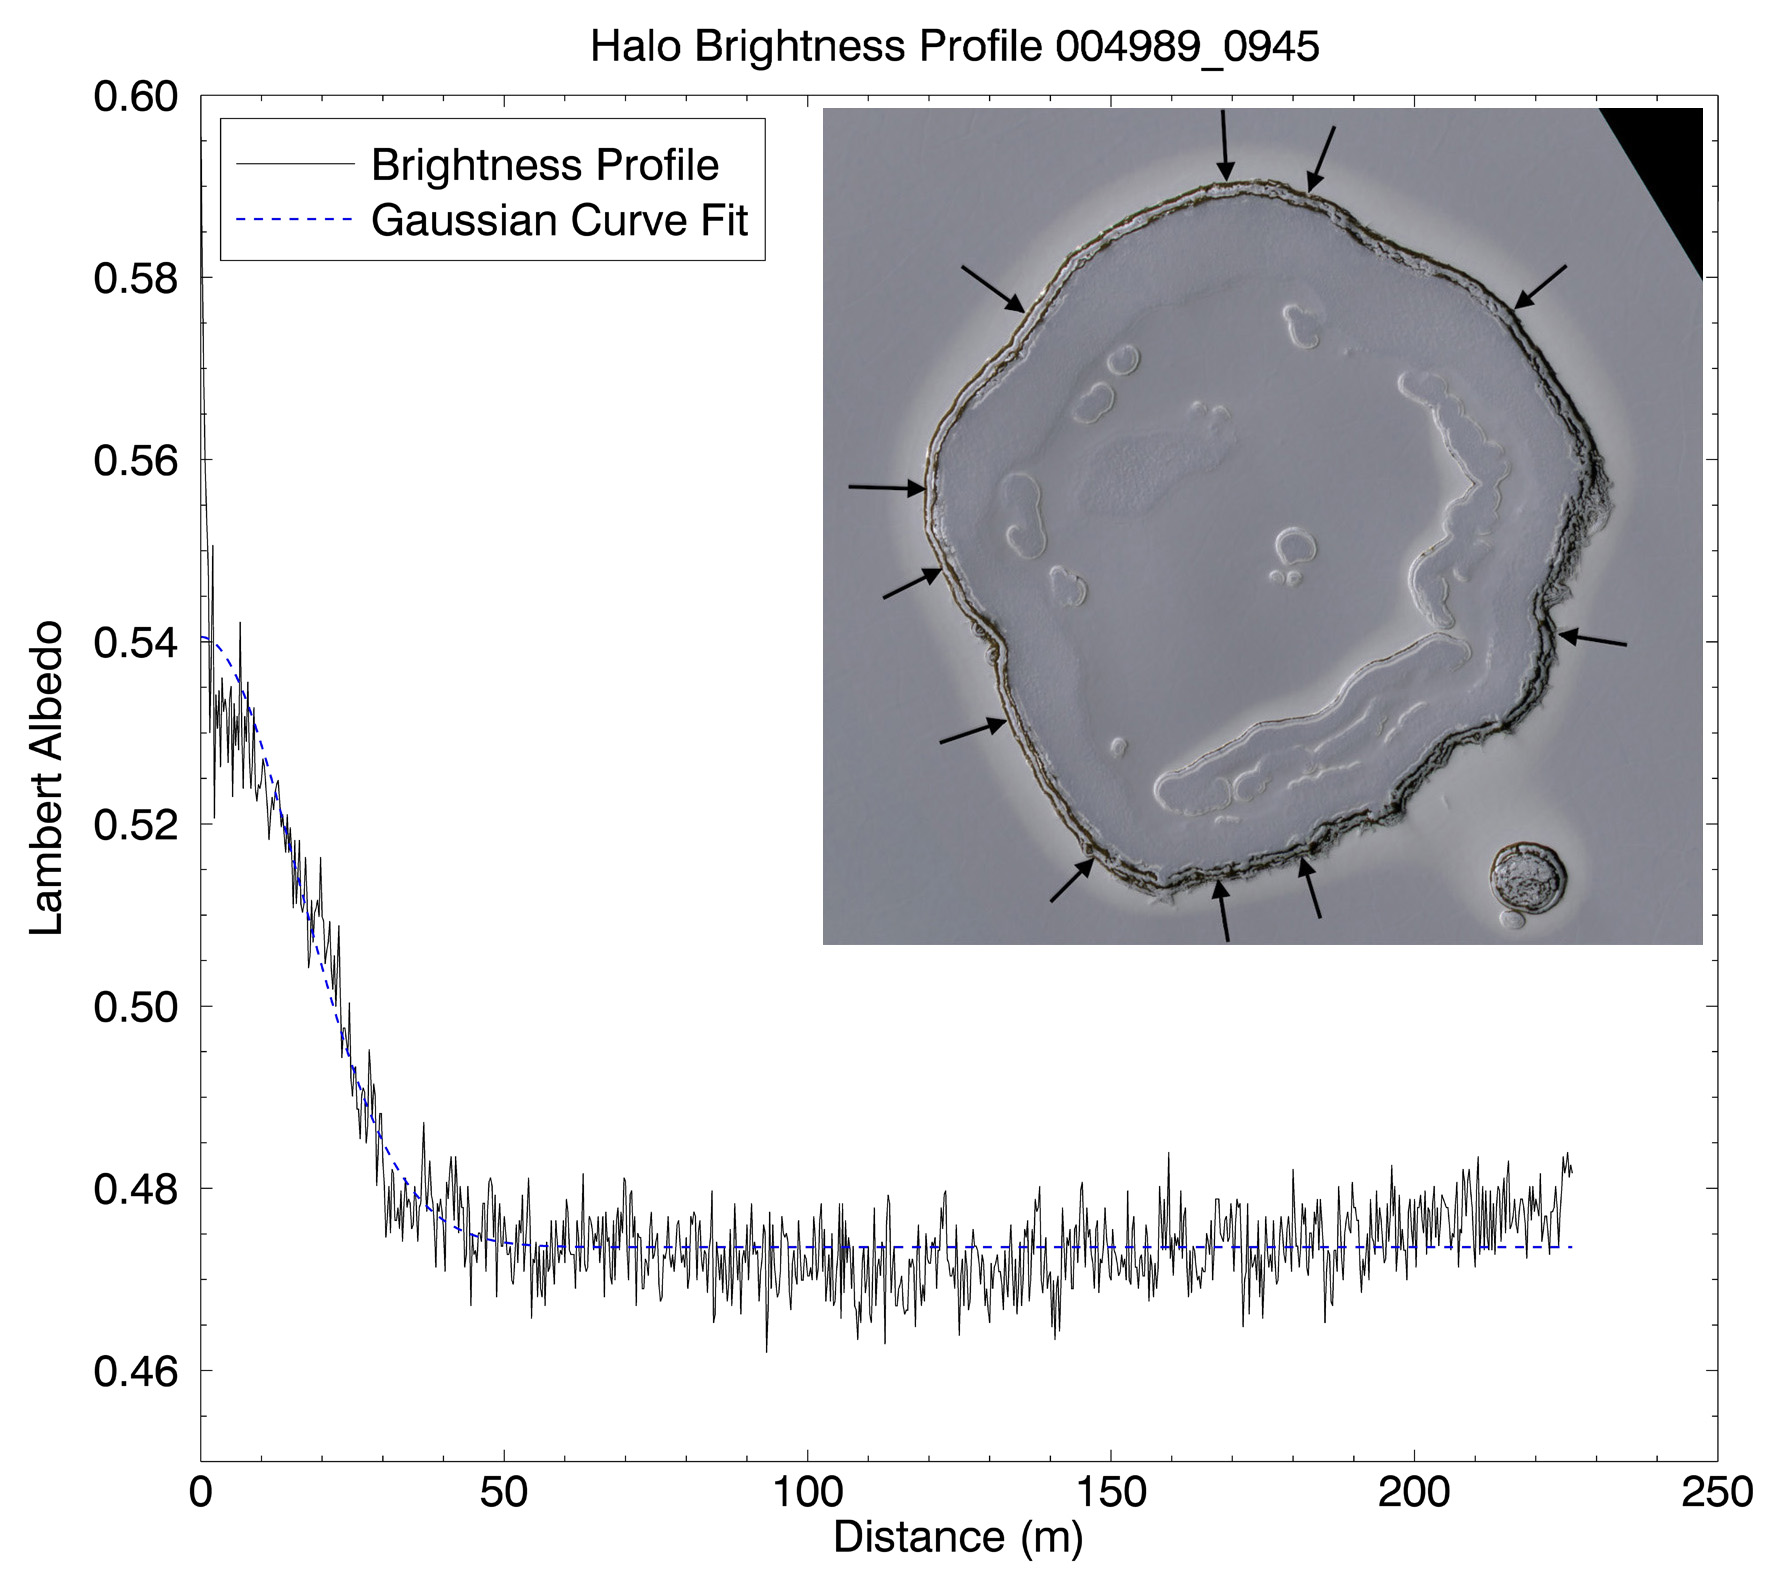 Halo Brightness Profile 004989_0945
0.60
0.58
0.56
0.54
0.52
0.50
0.48
0.46
Lambert Albedo
Brightness Profile
Gaussian Curve Fit
0 50 100 150 200 250
Distance (m)